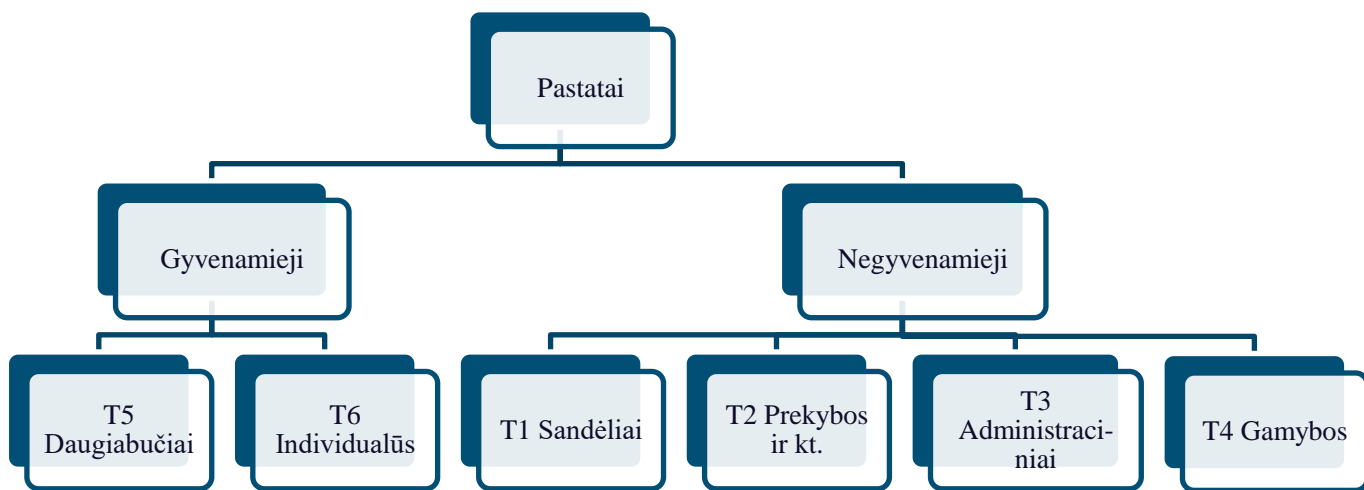 Pastatai
Gyvenamieji
Negyvenamieji
T5
Daugiabučiai
T6
Individualūs
T1 Sandėliai
T2 Prekybos
ir kt.
T3
Administraci-
niai
T4 Gamybos